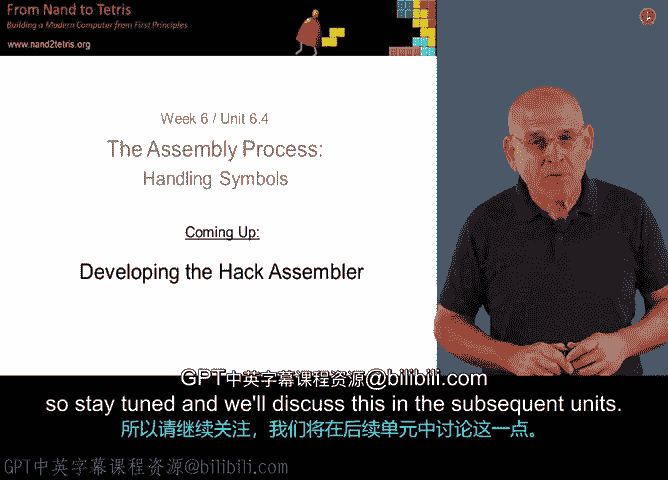 From Nand to Tetris
Building a Modern Computer from First Principles
www.nand2tetris.org
Week 6 / Unit 6.4
The Assembly Process:
Handling Symbols
Coming Up:
Developing the Hack Assembler
GPT中英字幕课程资源@bilibili.com
so stay tuned and we'll discuss this in the subsequent units.
所以请继续关注，我们将在后续单元中讨论这一点。
GPT中英字幕课程资源@bilibili.com